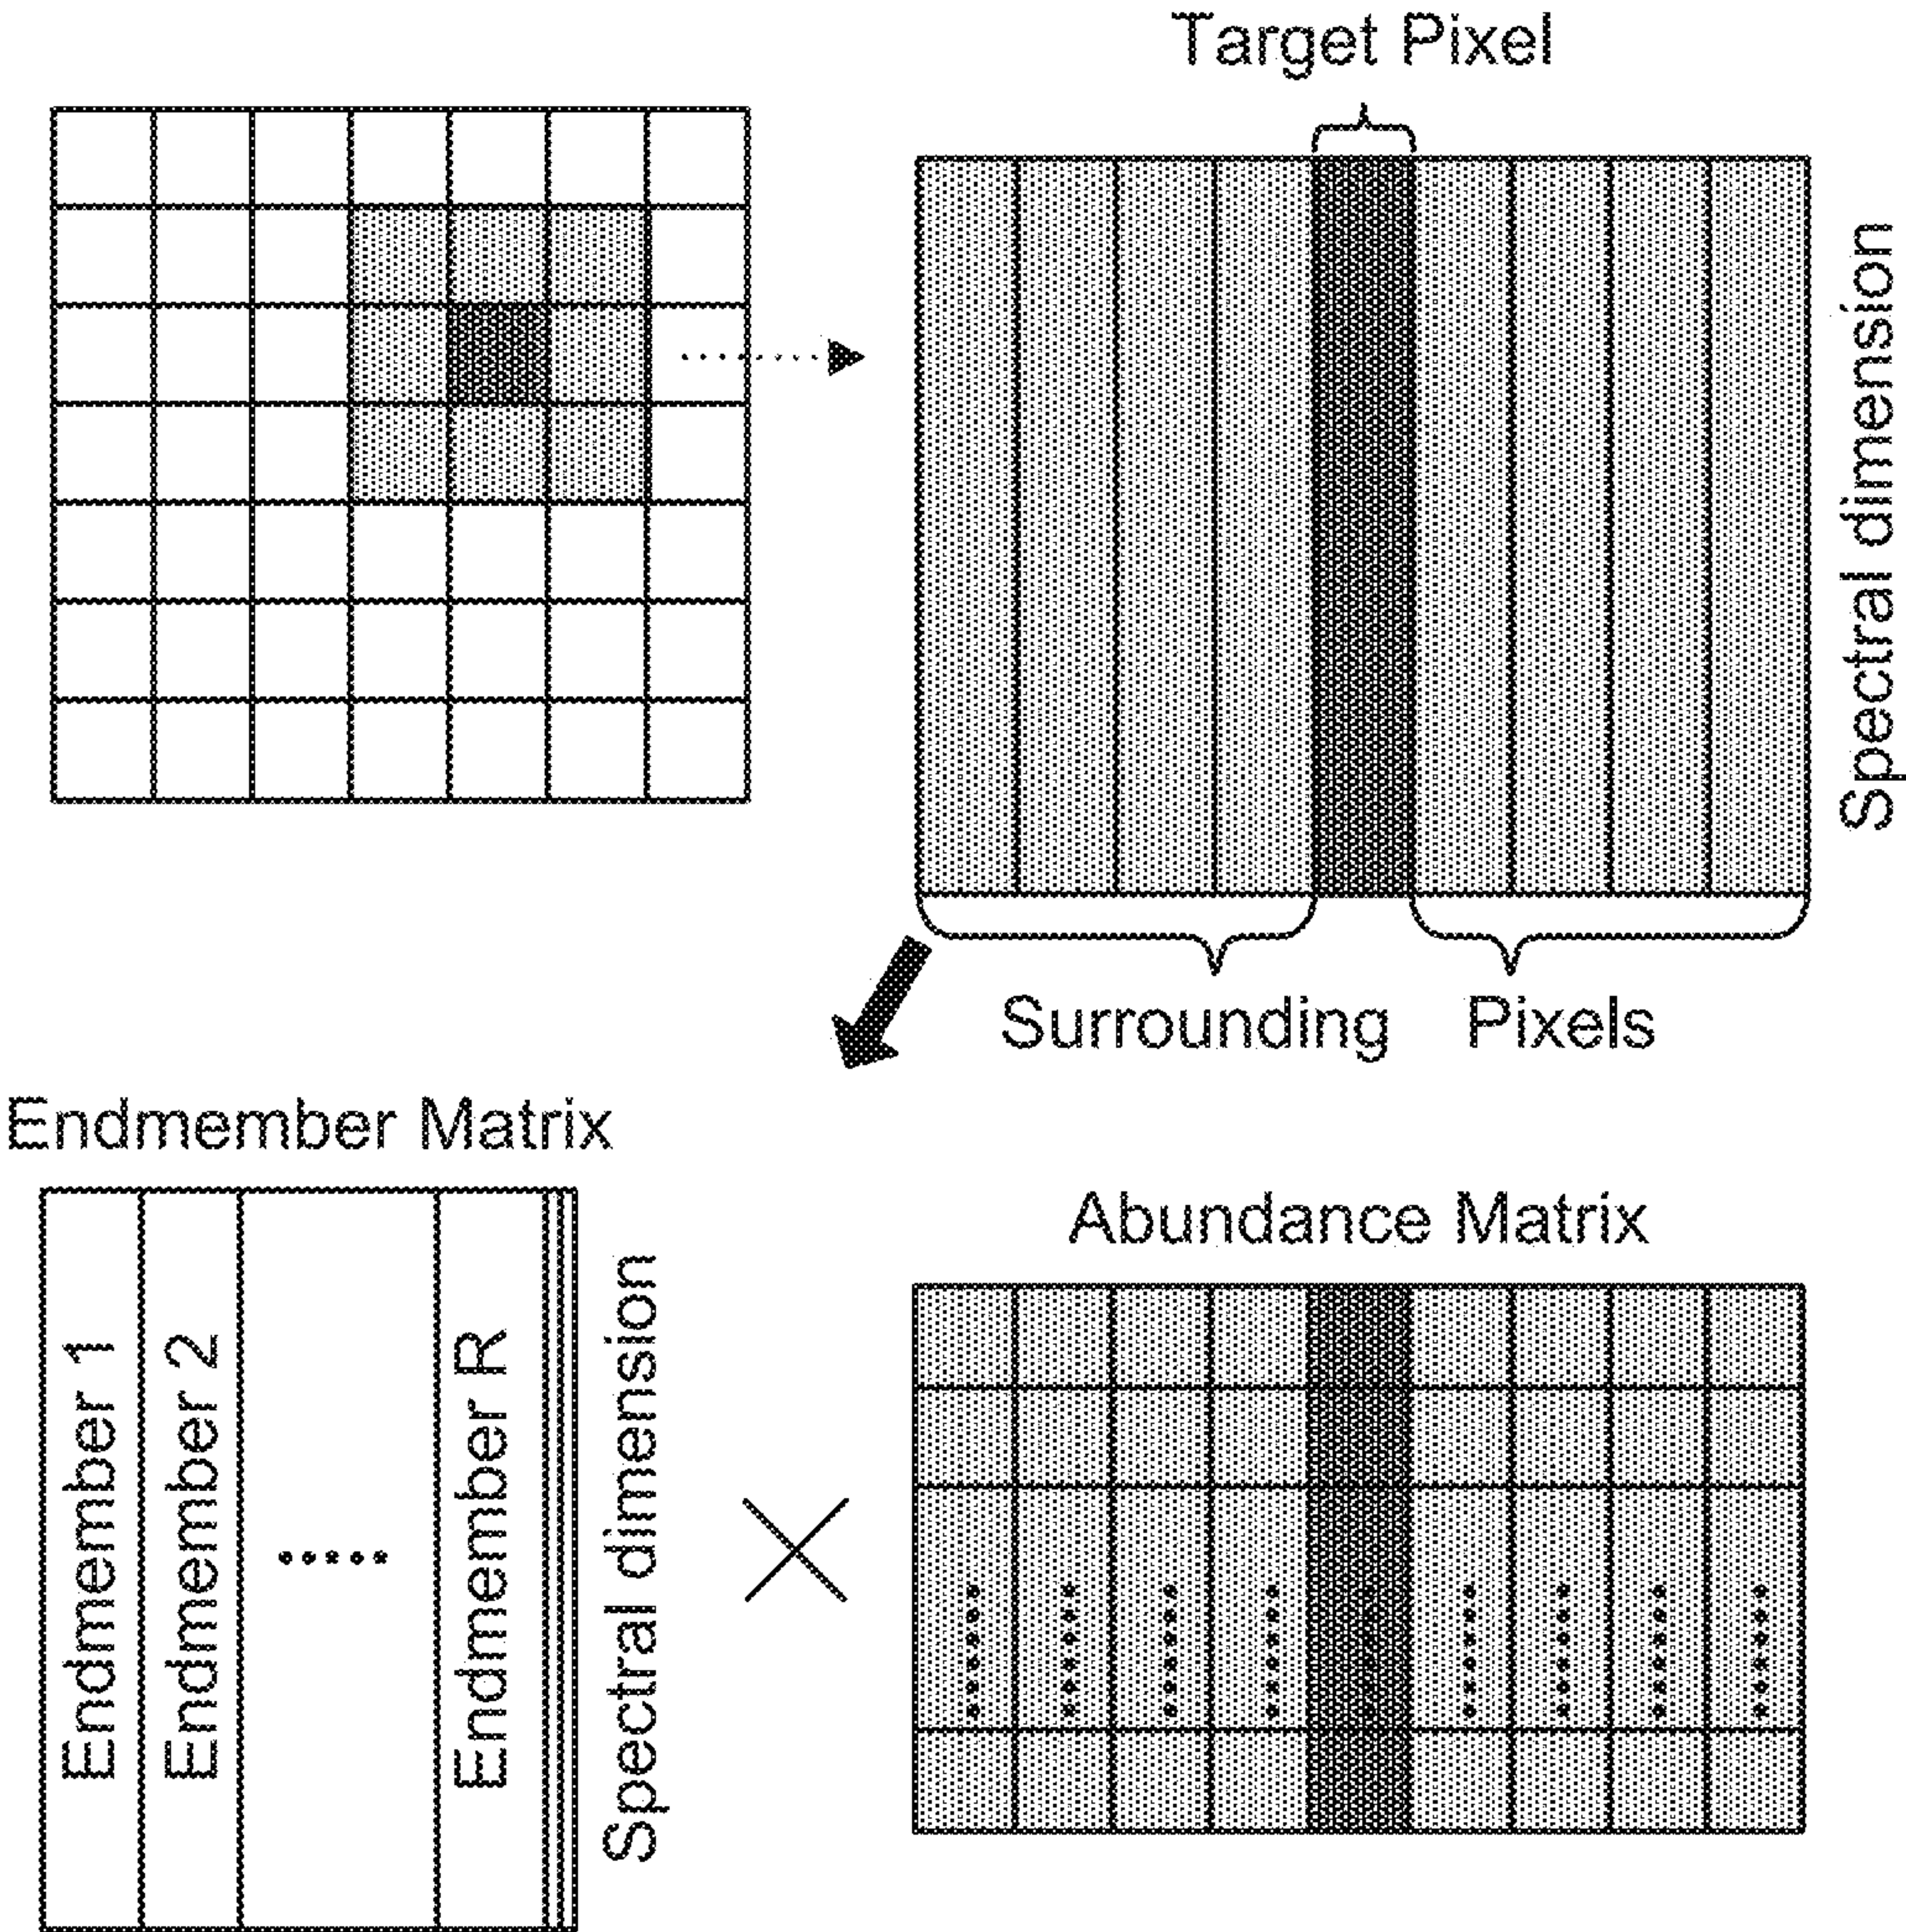 Target Pixel
Spectral dimension
Surrounding Pixels
Endmember Matrix
Abundance Matrix
Endmember 1
Endmember 2
Endmember R
Spectral dimension